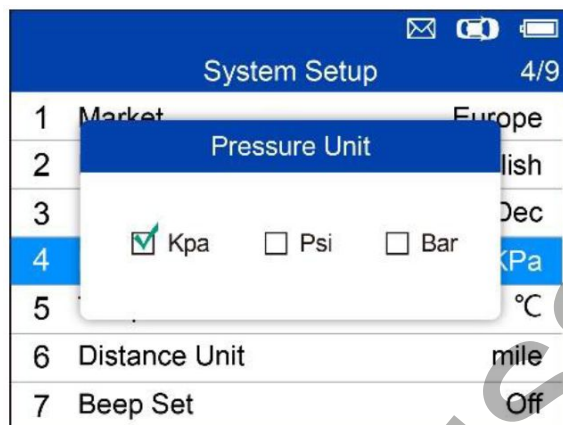 System Setup 4/9
1 Market Europe
Pressure Unit
2 lish
3 Dec
Kpa Psi Bar
4 KPa
5 °C
6 Distance Unit mile
7 Beep Set Off